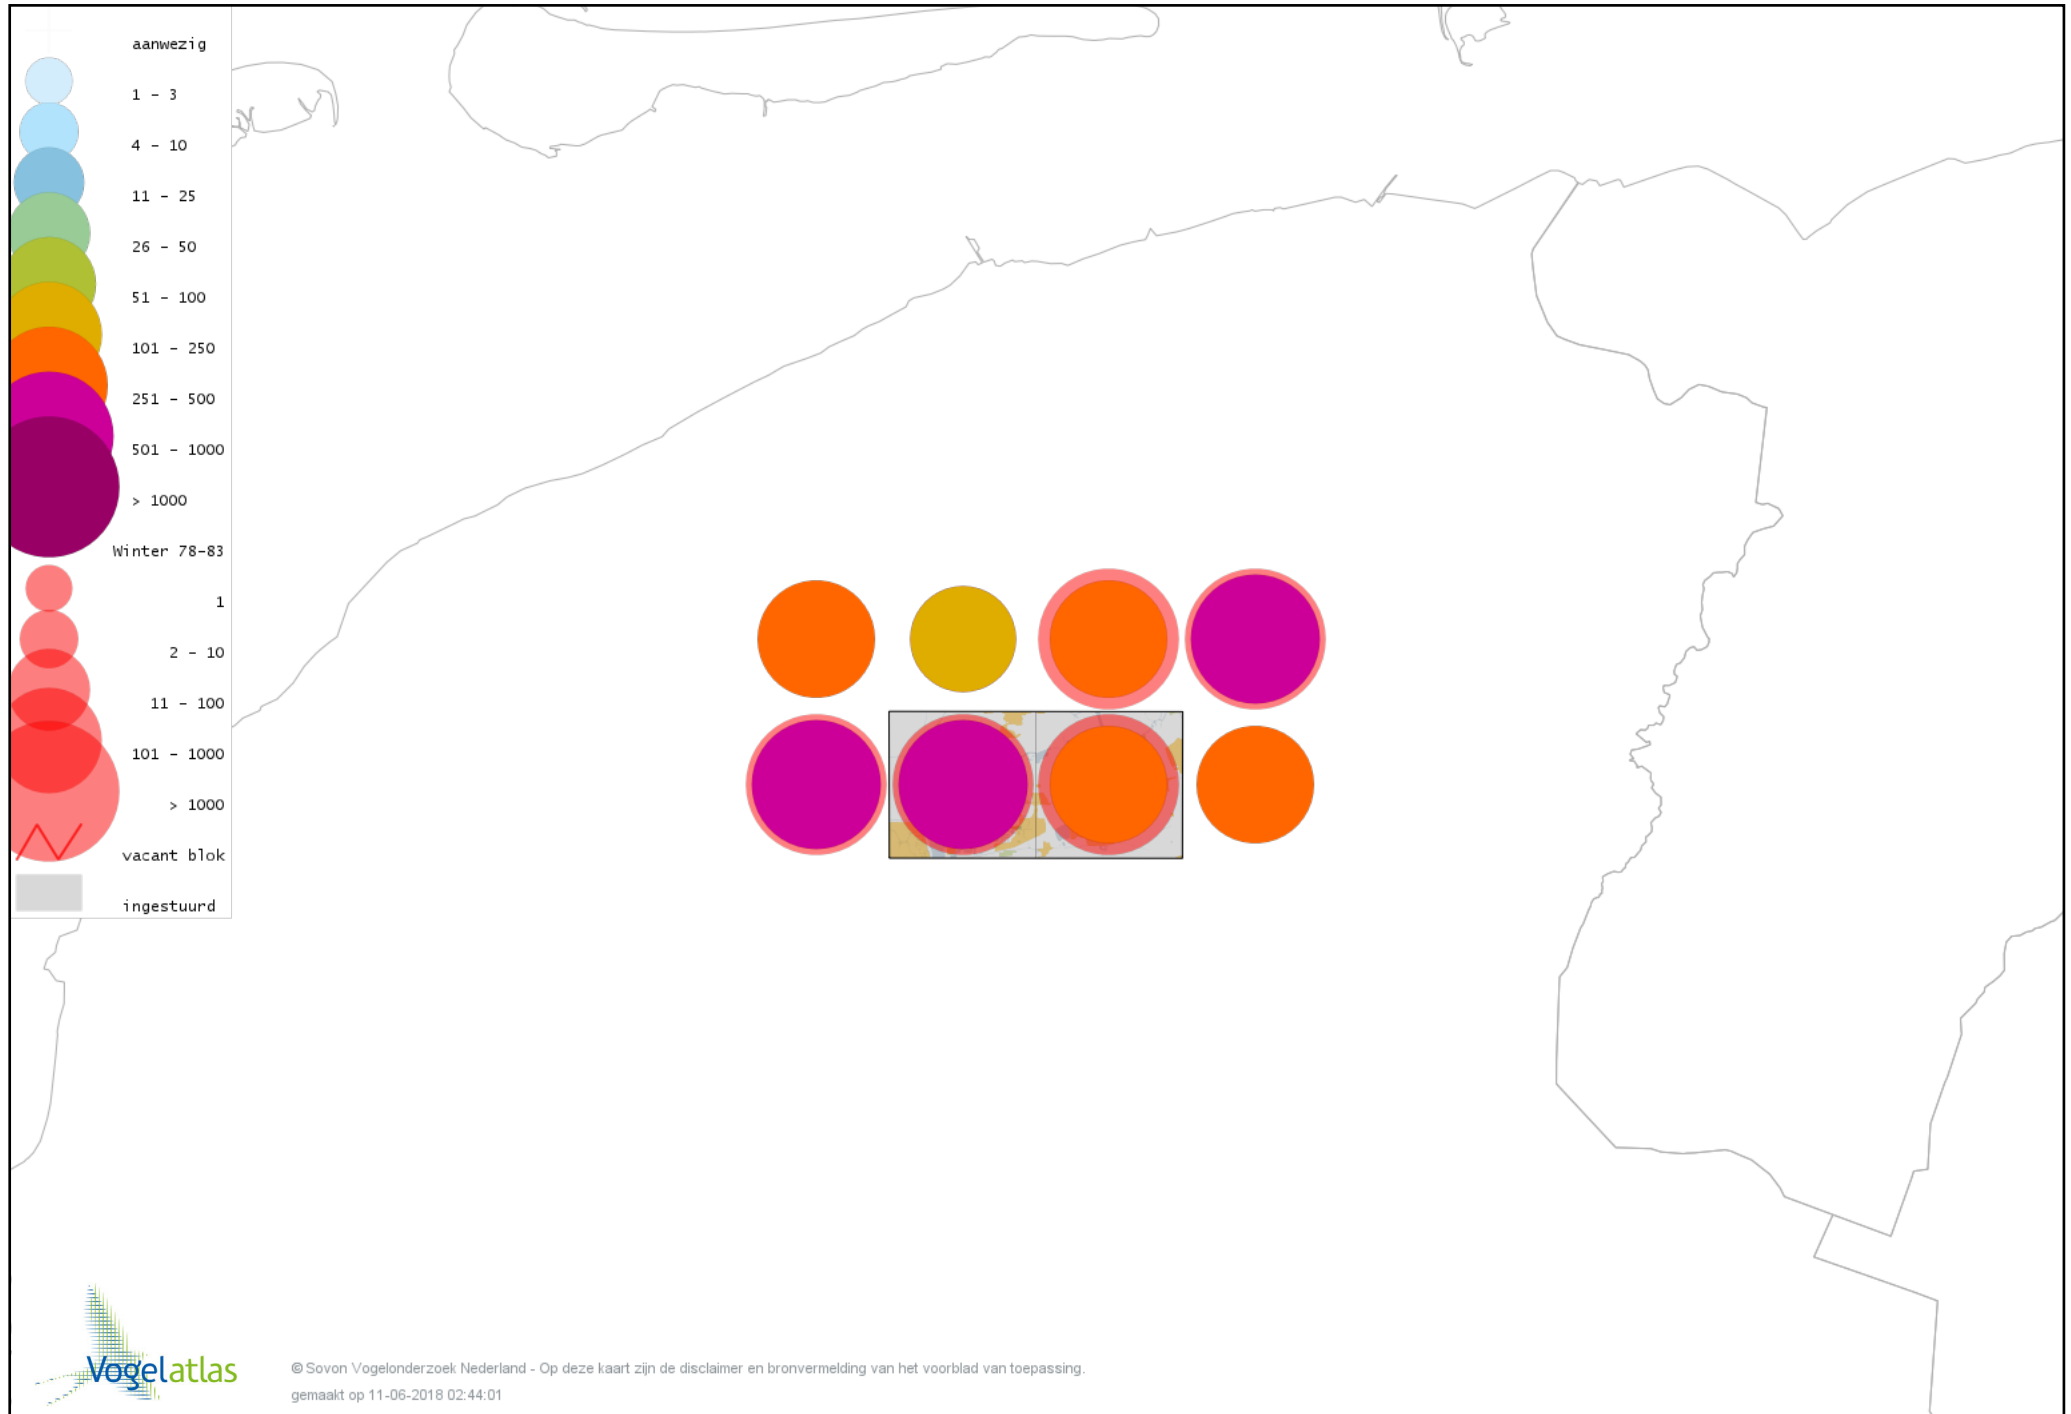 aanwezig
1 - 3
4 - 10
11 - 25
26 - 50
51 - 100
101 - 250
251 - 500
501 - 1000
> 1000
Winter 78-83
1
2 - 10
11 - 100
101 - 1000
> 1000
vacant blok
ingestuurd
Vogelatlas
© Sovon Vogelonderzoek Nederland - Op deze kaart zijn de disclaimer en bronvermelding van het voorblad van toepassing.
gemaakt op 11-06-2018 02:44:01